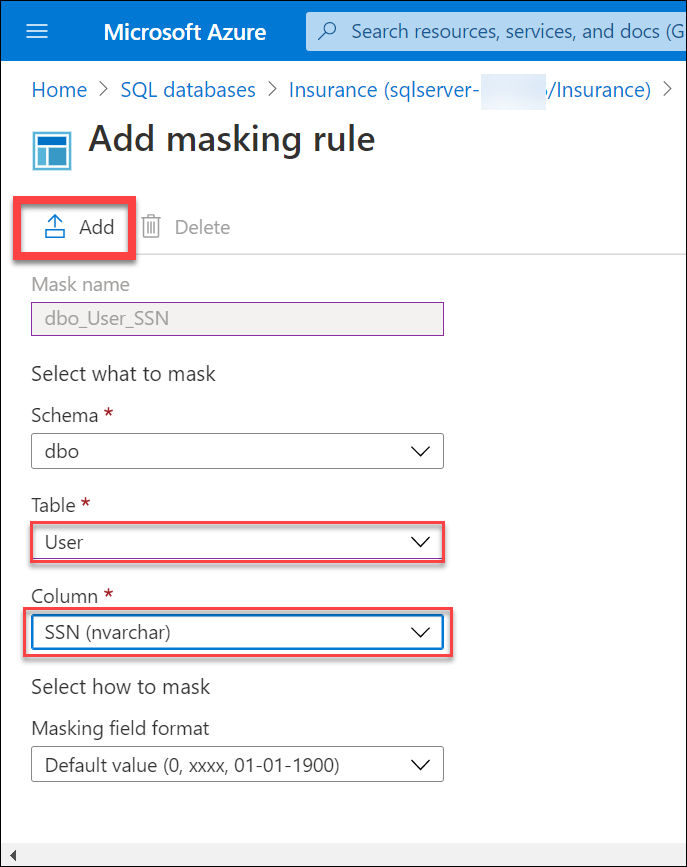 Microsoft Azure
Search resources, services, and docs (G
Home > SQL databases > Insurance (sqlserver- /Insurance) >
Add masking rule
Add Delete
Mask name
dbo_User_SSN
Select what to mask
Schema *
dbo
Table *
User
Column *
SSN (nvarchar)
Select how to mask
Masking field format
Default value (0, xxxx, 01-01-1900)